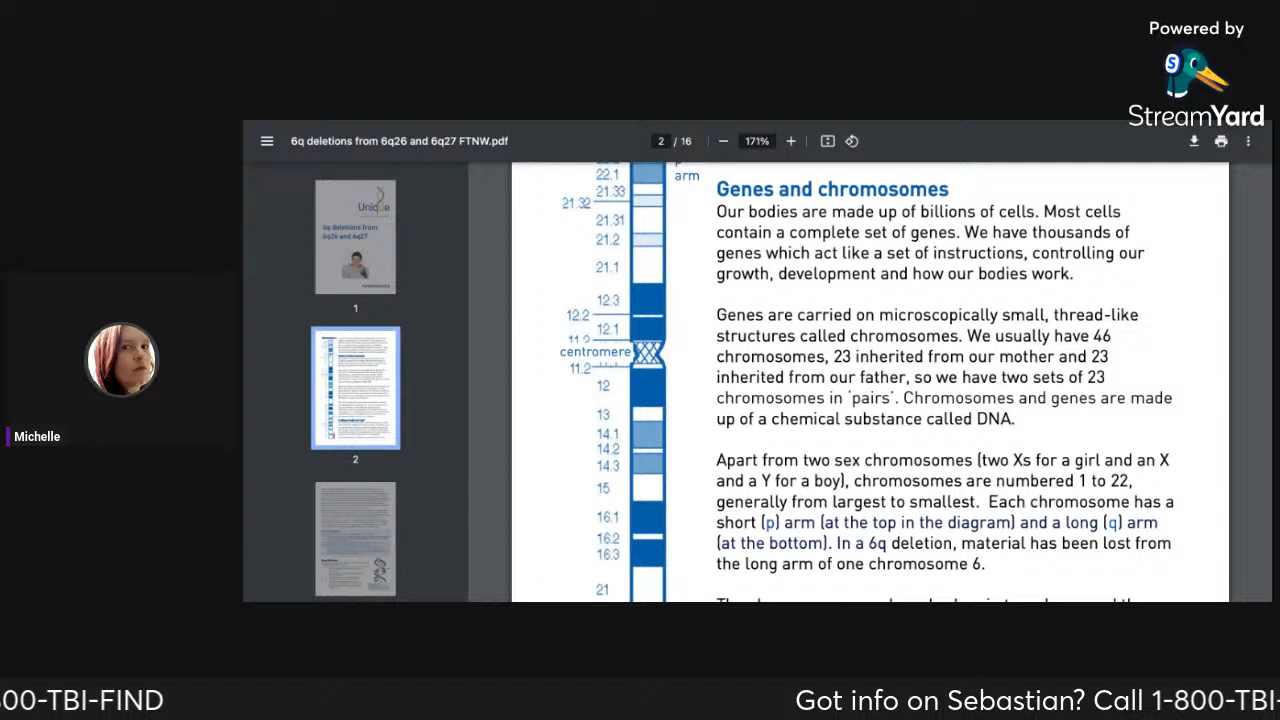 Powered by
StreamYard
6q deletions from 6q26 and 6q27 FTNW.pdf
2 / 16
171%
Unique
6q deletions from
6q26 and 6q27
1
2
Michelle
22.1
21.33
21.32
21.31
21.2
21.1
12.3
12.2
12.1
centromere
11.2
12
13
14.1
14.2
14.3
15
16.1
16.2
16.3
21
arm
Genes and chromosomes
Our bodies are made up of billions of cells. Most cells
contain a complete set of genes. We have thousands of
genes which act like a set of instructions, controlling our
growth, development and how our bodies work.
Genes are carried on microscopically small, thread-like
structures called chromosomes. We usually have 46
chromosomes, 23 inherited from our mother and 23
inherited from our father, so we have two sets of 23
chromosomes in 'pairs'. Chromosomes and genes are made
up of a chemical substance called DNA.
Apart from two sex chromosomes (two Xs for a girl and an X
and a Y for a boy), chromosomes are numbered 1 to 22,
generally from largest to smallest. Each chromosome has a
short (p) arm (at the top in the diagram) and a long (q) arm
(at the bottom). In a 6q deletion, material has been lost from
the long arm of one chromosome 6.
00-TBI-FIND
Got info on Sebastian? Call 1-800-TBI-